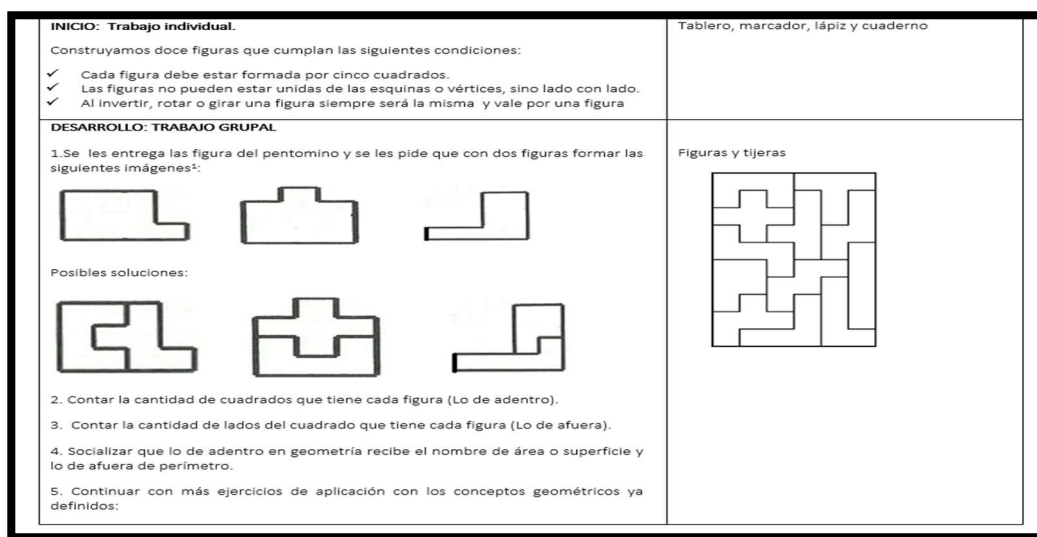 INICIO: Trabajo individual.
Construyamos doce figuras que cumplan las siguientes condiciones:
✓ Cada figura debe estar formada por cinco cuadrados.
✓ Las figuras no pueden estar unidas de las esquinas o vértices, sino lado con lado.
✓ Al invertir, rotar o girar una figura siempre será la misma y vale por una figura
Tablero, marcador, lápiz y cuaderno
DESARROLLO: TRABAJO GRUPAL
1.Se les entrega las figura del pentomino y se les pide que con dos figuras formar las
siguientes imágenes¹:
Posibles soluciones:
2. Contar la cantidad de cuadrados que tiene cada figura (Lo de adentro).
3. Contar la cantidad de lados del cuadrado que tiene cada figura (Lo de afuera).
4. Socializar que lo de adentro en geometría recibe el nombre de área o superficie y
lo de afuera de perímetro.
5. Continuar con más ejercicios de aplicación con los conceptos geométricos ya
definidos:
Figuras y tijeras